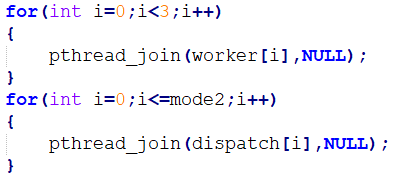 for(int i=0;i<3;i++)
{
    pthread_join(worker[i],NULL);
}
for(int i=0;i<=mode2;i++)
{
    pthread_join(dispatch[i],NULL);
}